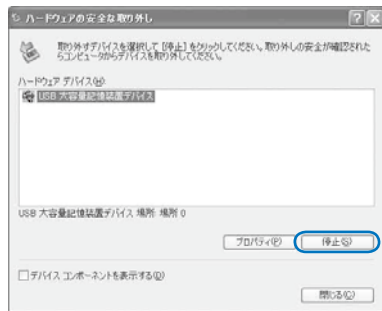 ハードウェアの安全な取り外し
取り外すデバイスを選択して [停止] をクリックしてください。取り外しの安全が確認された
らコンピュータからデバイスを取り外してください。
ハードウェア デバイス(H):
USB 大容量記憶装置デバイス
USB 大容量記憶装置デバイス 場所 場所 0
プロパティ(P)
停止(S)
デバイス コンポーネントを表示する(D)
閉じる(C)